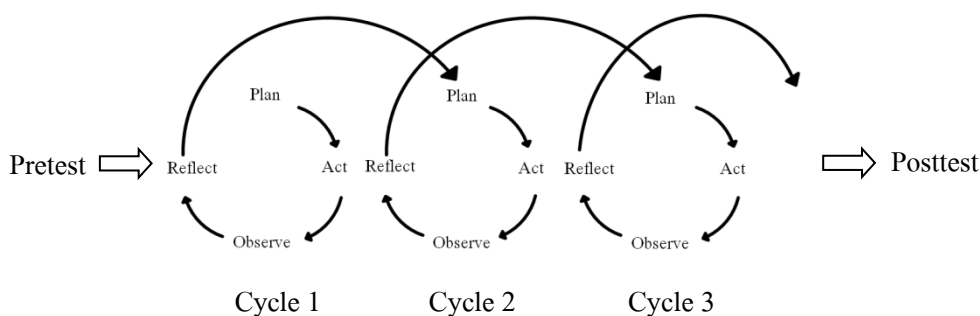 Plan
Plan
Plan
Pretest
Reflect
Act
Reflect
Act
Reflect
Act
Posttest
Observe
Observe
Observe
Cycle 1
Cycle 2
Cycle 3